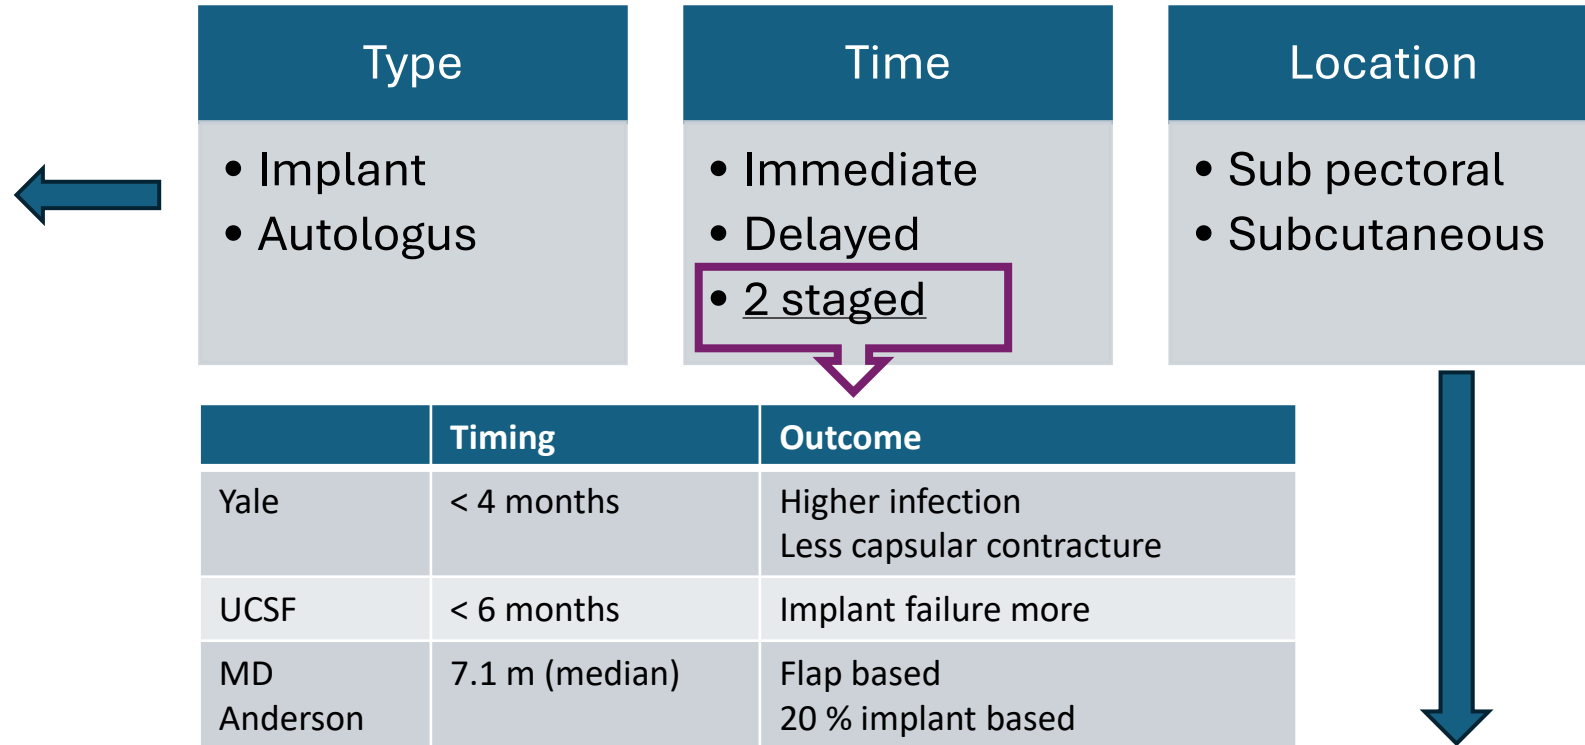 Type
• Implant
• Autologus
Time
• Immediate
• Delayed
• 2 staged
Location
• Sub pectoral
• Subcutaneous
Timing Outcome
Yale < 4 months Higher infection
Less capsular contracture
UCSF < 6 months Implant failure more
MD 7.1 m (median) Flap based
Anderson 20 % implant based